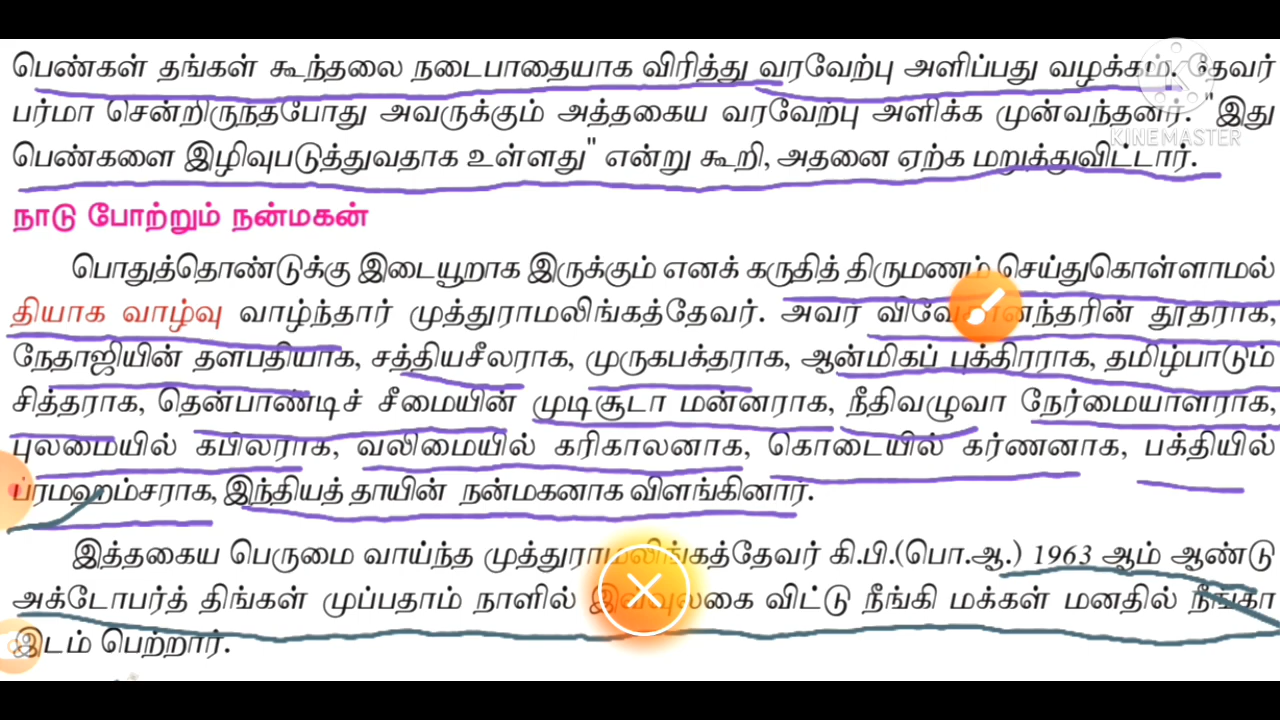 பெண்கள் தங்கள் கூந்தலை நடைபாதையாக விரித்து வரவேற்பு அளிப்பது வழக்கம். தேவர்
பர்மா சென்றிருந்தபோது அவருக்கும் அத்தகைய வரவேற்பு அளிக்க முன்வந்தனர். "இது
KINEMASTER
பெண்களை இழிவுபடுத்துவதாக உள்ளது" என்று கூறி, அதனை ஏற்க மறுத்துவிட்டார்.
நாடு போற்றும் நன்மகன்
பொதுத்தொண்டுக்கு இடையூறாக இருக்கும் எனக் கருதித் திருமணம் செய்துகொள்ளாமல்
தியாக வாழ்வு வாழ்ந்தார் முத்துராமலிங்கத்தேவர். அவர் விவேகானந்தரின் தூதராக,
நேதாஜியின் தளபதியாக, சத்தியசீலராக, முருகபக்தராக, ஆன்மிகப் புத்திரராக, தமிழ்பாடும்
சித்தராக, தென்பாண்டிச் சீமையின் முடிசூடா மன்னராக, நீதிவழுவா நேர்மையாளராக,
புலமையில் கபிலராக, வலிமையில் கரிகாலனாக, கொடையில் கர்ணனாக, பக்தியில்
பரமஹம்சராக, இந்தியத் தாயின் நன்மகனாக விளங்கினார்.
இத்தகைய பெருமை வாய்ந்த முத்துராமலிங்கத்தேவர் கி.பி.(பொ.ஆ.) 1963 ஆம் ஆண்டு
அக்டோபர்த் திங்கள் முப்பதாம் நாளில் இவ்வுலகை விட்டு நீங்கி மக்கள் மனதில் நீங்கா
இடம் பெற்றார்.